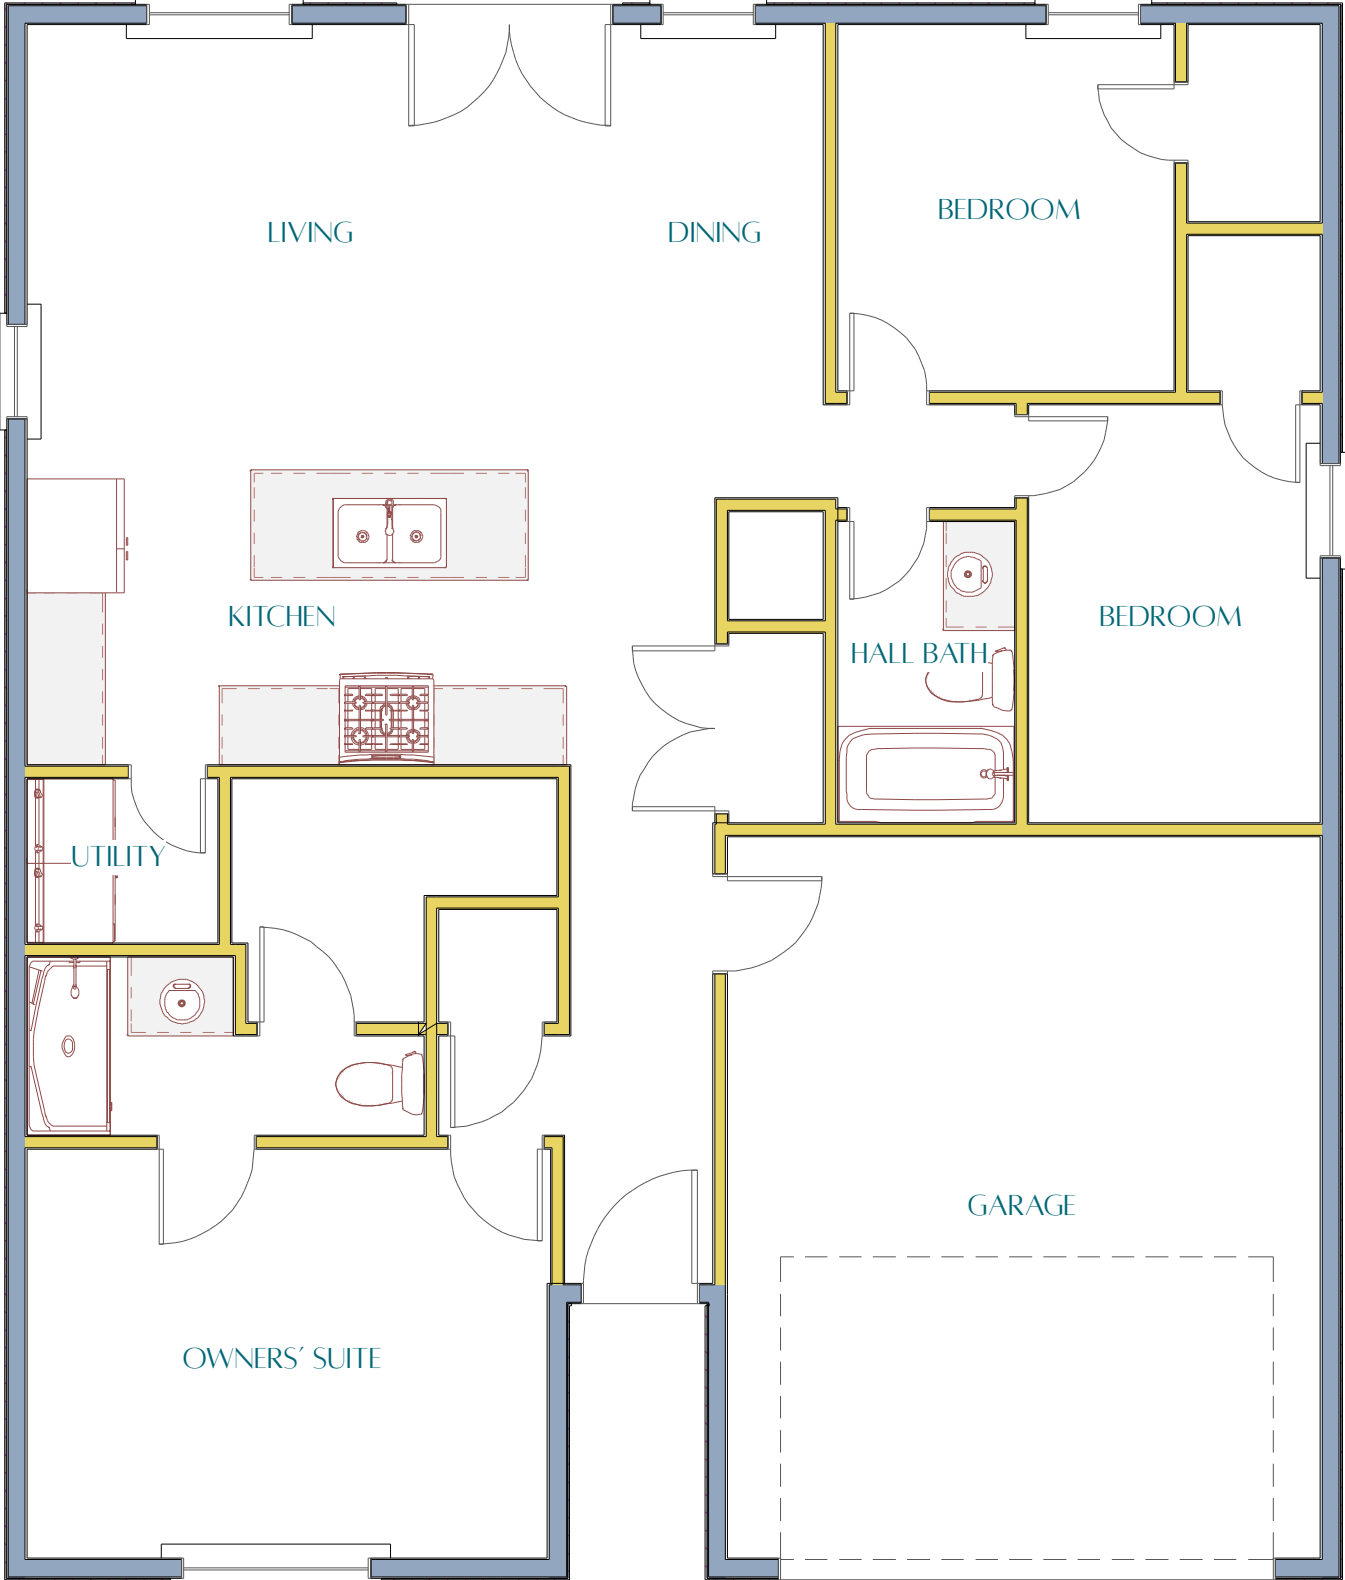 BEDROOM
LIVING
DINING
KITCHEN
BEDROOM
HALL BATH
UTILITY
GARAGE
OWNERS' SUITE